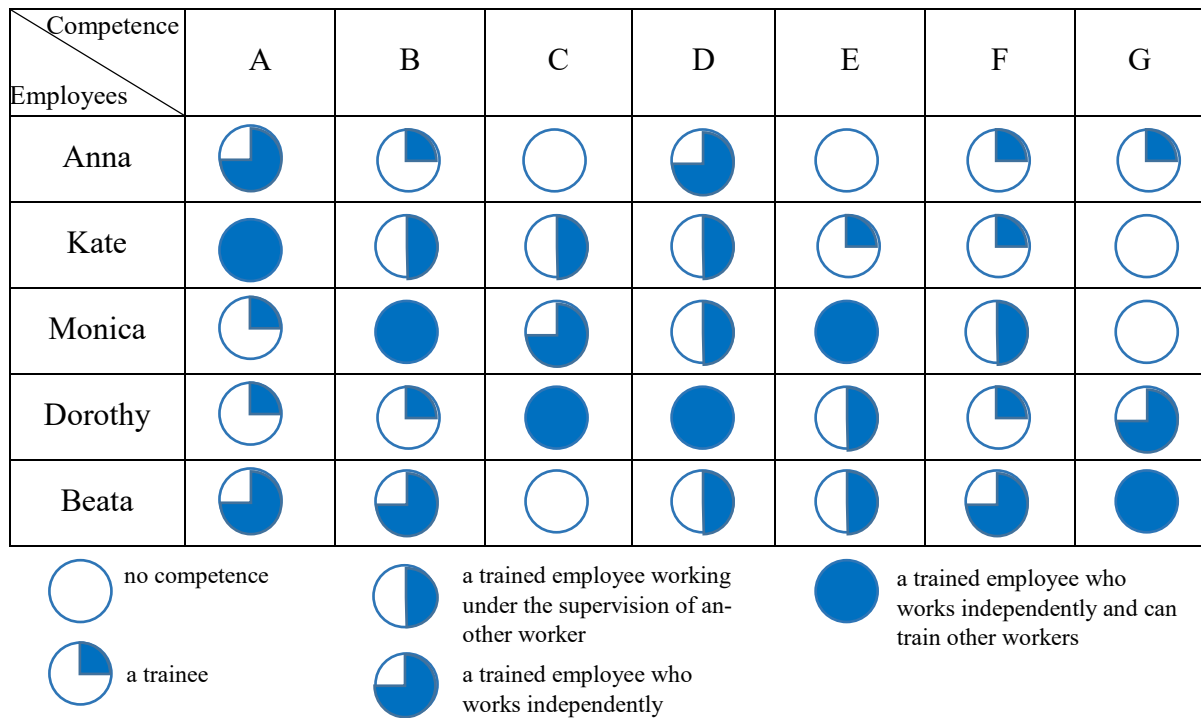 Competence
Employees
A B C D E F G
Anna
Kate
Monica
Dorothy
Beata
no competence
a trainee
a trained employee working
under the supervision of an-
other worker
a trained employee who
works independently
a trained employee who
works independently and can
train other workers